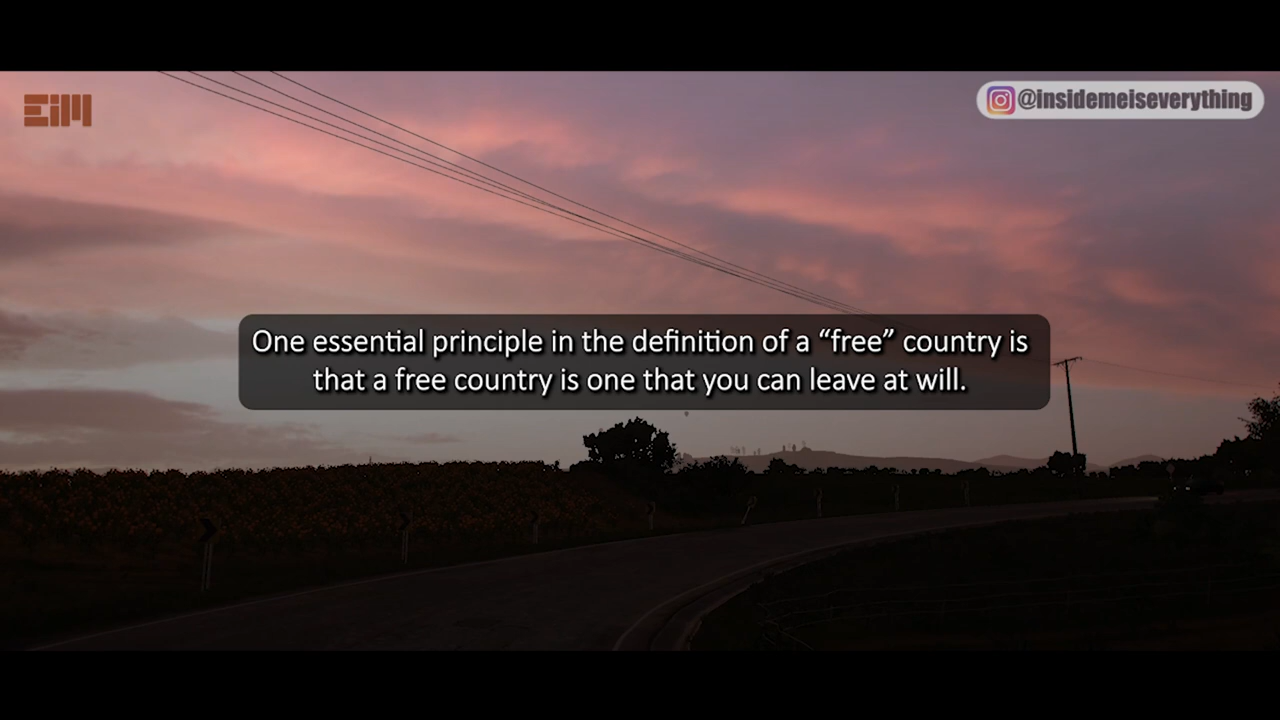 EiM
@insidemeiseverything
One essential principle in the definition of a “free” country is
that a free country is one that you can leave at will.